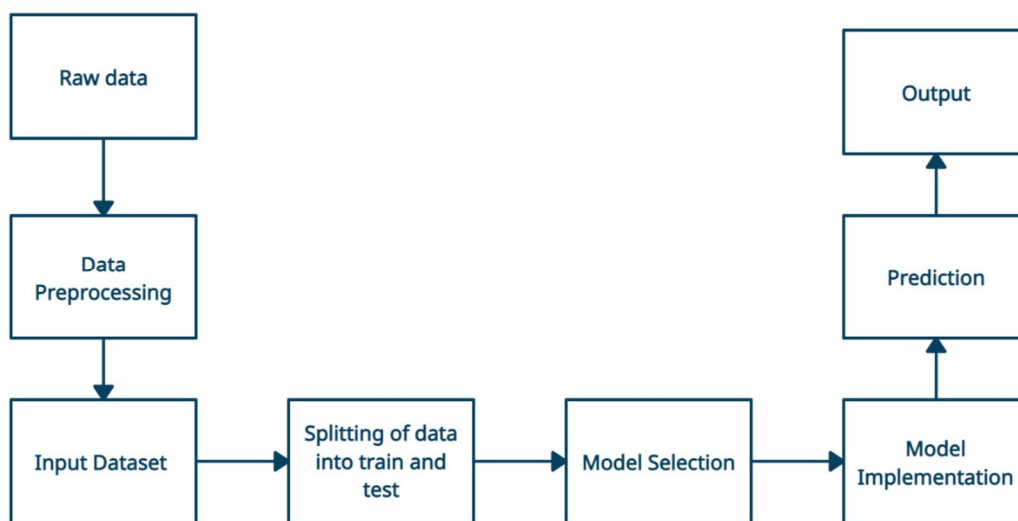 Raw data
Data
Preprocessing
Input Dataset
Splitting of data
into train and
test
Model Selection
Model
Implementation
Prediction
Output